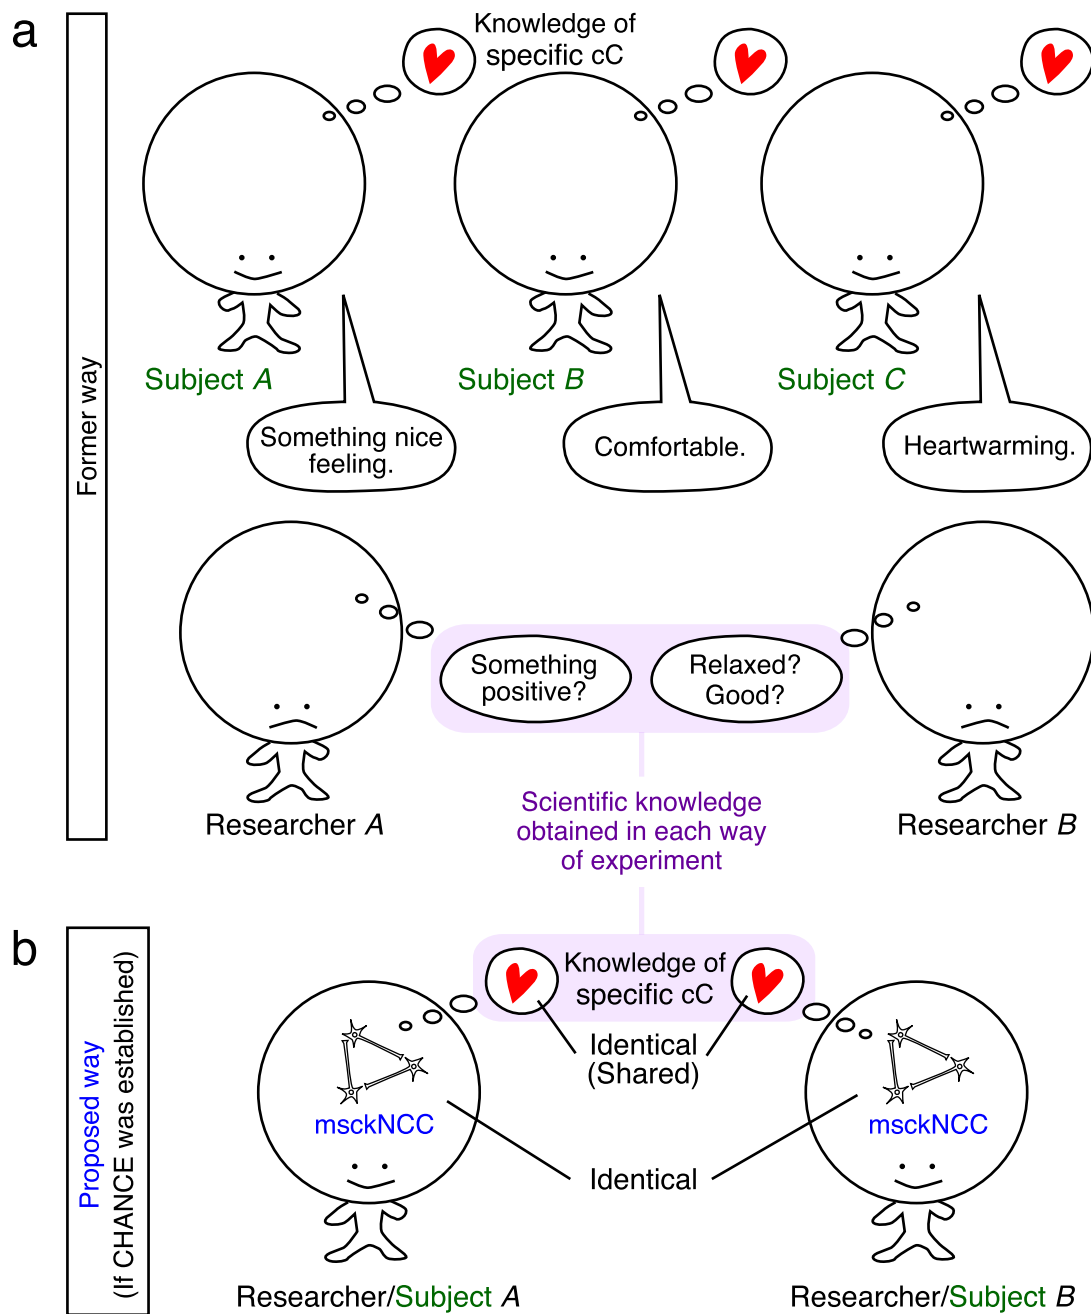 a
Former way
Knowledge of
specific cC
Subject A
Subject B
Subject C
Something nice
feeling.
Comfortable.
Heartwarming.
Something
positive?
Relaxed?
Good?
Researcher A
Researcher B
Scientific knowledge
obtained in each way
of experiment
b
Proposed way
(If CHANCE was established)
Knowledge of
specific cC
Identical
(Shared)
msckNCC
msckNCC
Identical
Researcher/Subject A
Researcher/Subject B